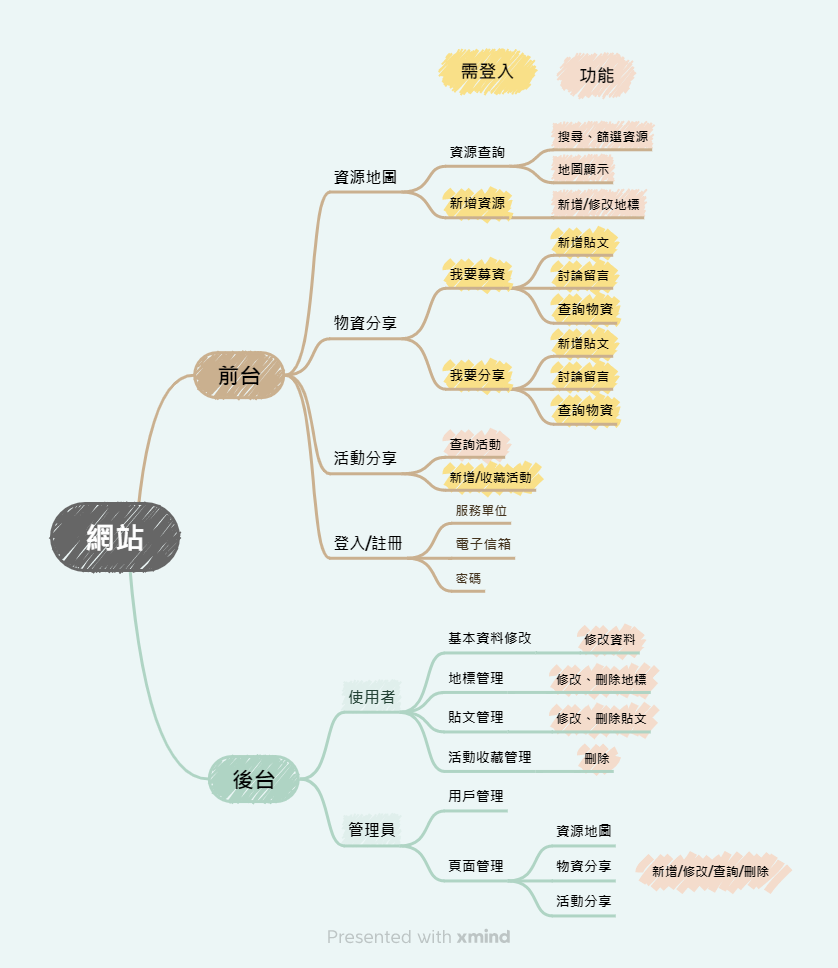 需登入
功能
網站
前台
資源地圖
資源查詢
搜尋、篩選資源
地圖顯示
新增資源
新增/修改地標
物資分享
我要募資
新增貼文
討論留言
查詢物資
我要分享
新增貼文
討論留言
查詢物資
活動分享
查詢活動
新增/收藏活動
登入/註冊
服務單位
電子信箱
密碼
後台
使用者
基本資料修改
修改資料
地標管理
修改、刪除地標
貼文管理
修改、刪除貼文
活動收藏管理
刪除
管理員
用戶管理
頁面管理
資源地圖
物資分享
活動分享
新增/修改/查詢/刪除
Presented with xmind